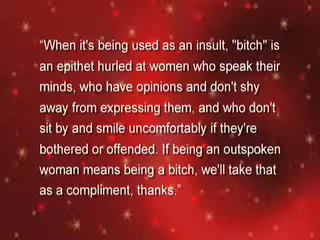 “When it's being used as an insult, "bitch" is
an epithet hurled at women who speak their
minds, who have opinions and don't shy
away from expressing them, and who don't
sit by and smile uncomfortably if they're
bothered or offended. If being an outspoken
woman means being a bitch, we'll take that
as a compliment, thanks.”